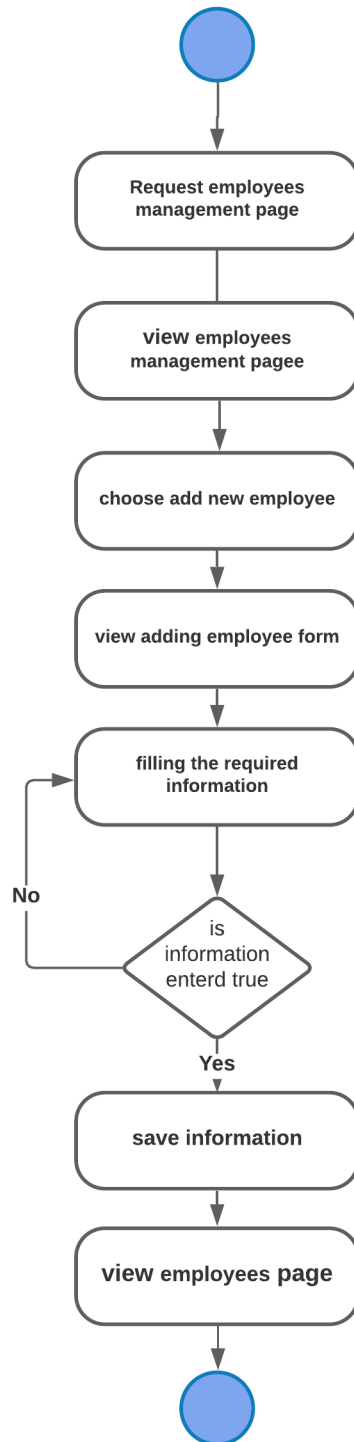 Request employees
management page
view employees
management pagee
choose add new employee
view adding employee form
filling the required
information
No
is
information
enterd true
Yes
save information
view employees page